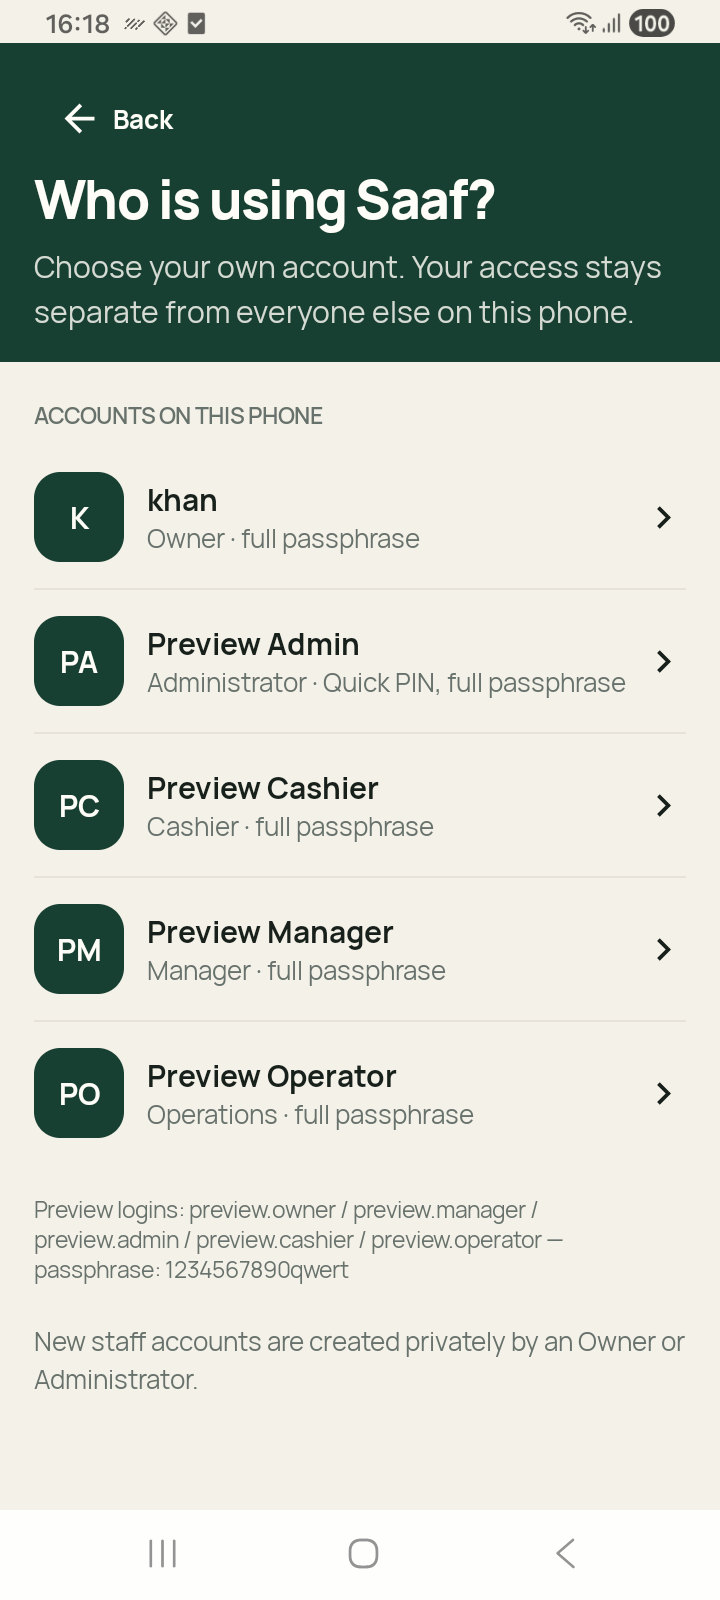 16:18
100
Back
Who is using Saaf?
Choose your own account. Your access stays
separate from everyone else on this phone.
ACCOUNTS ON THIS PHONE
K
khan
Owner · full passphrase
PA
Preview Admin
Administrator · Quick PIN, full passphrase
PC
Preview Cashier
Cashier · full passphrase
PM
Preview Manager
Manager · full passphrase
PO
Preview Operator
Operations · full passphrase
Preview logins: preview.owner / preview.manager /
preview.admin / preview.cashier / preview.operator —
passphrase: 1234567890qwert
New staff accounts are created privately by an Owner or
Administrator.